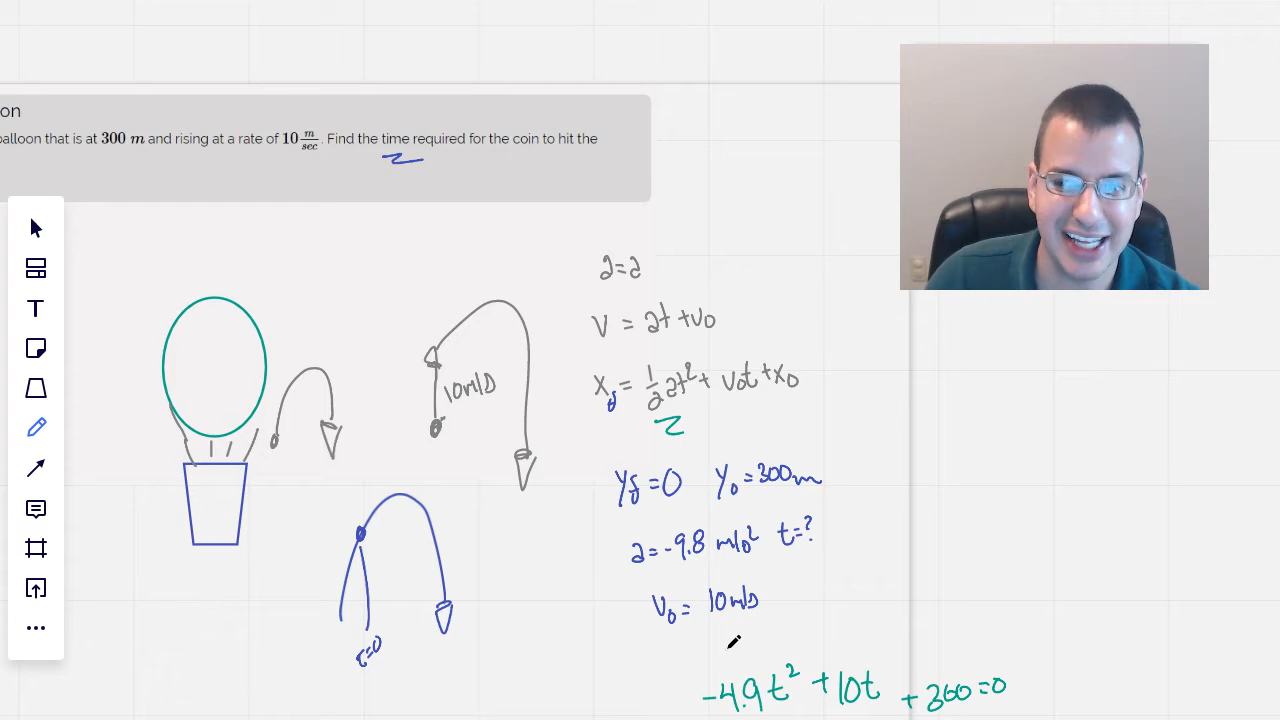 on
alloon that is at 300 m and rising at a rate of 10 m/sec. Find the time required for the coin to hit the
T
a=a
V = at+v0
10m/s
xf = 1/2 at² + v0t + x0
yf = 0 y0 = 300m
a = -9.8 m/s² t=?
V0 = 10m/s
t=0
-4.9t² + 10t + 300 = 0